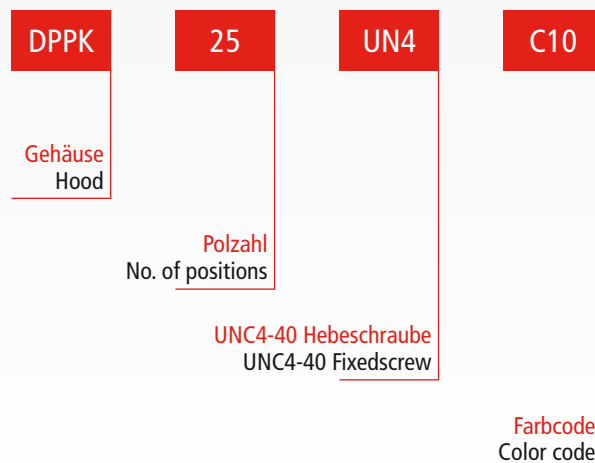 DPPK 25 UN4 C10
Gehäuse
Hood
Polzahl
No. of positions
UNC4-40 Hebeschraube
UNC4-40 Fixedscrew
Farbcode
Color code